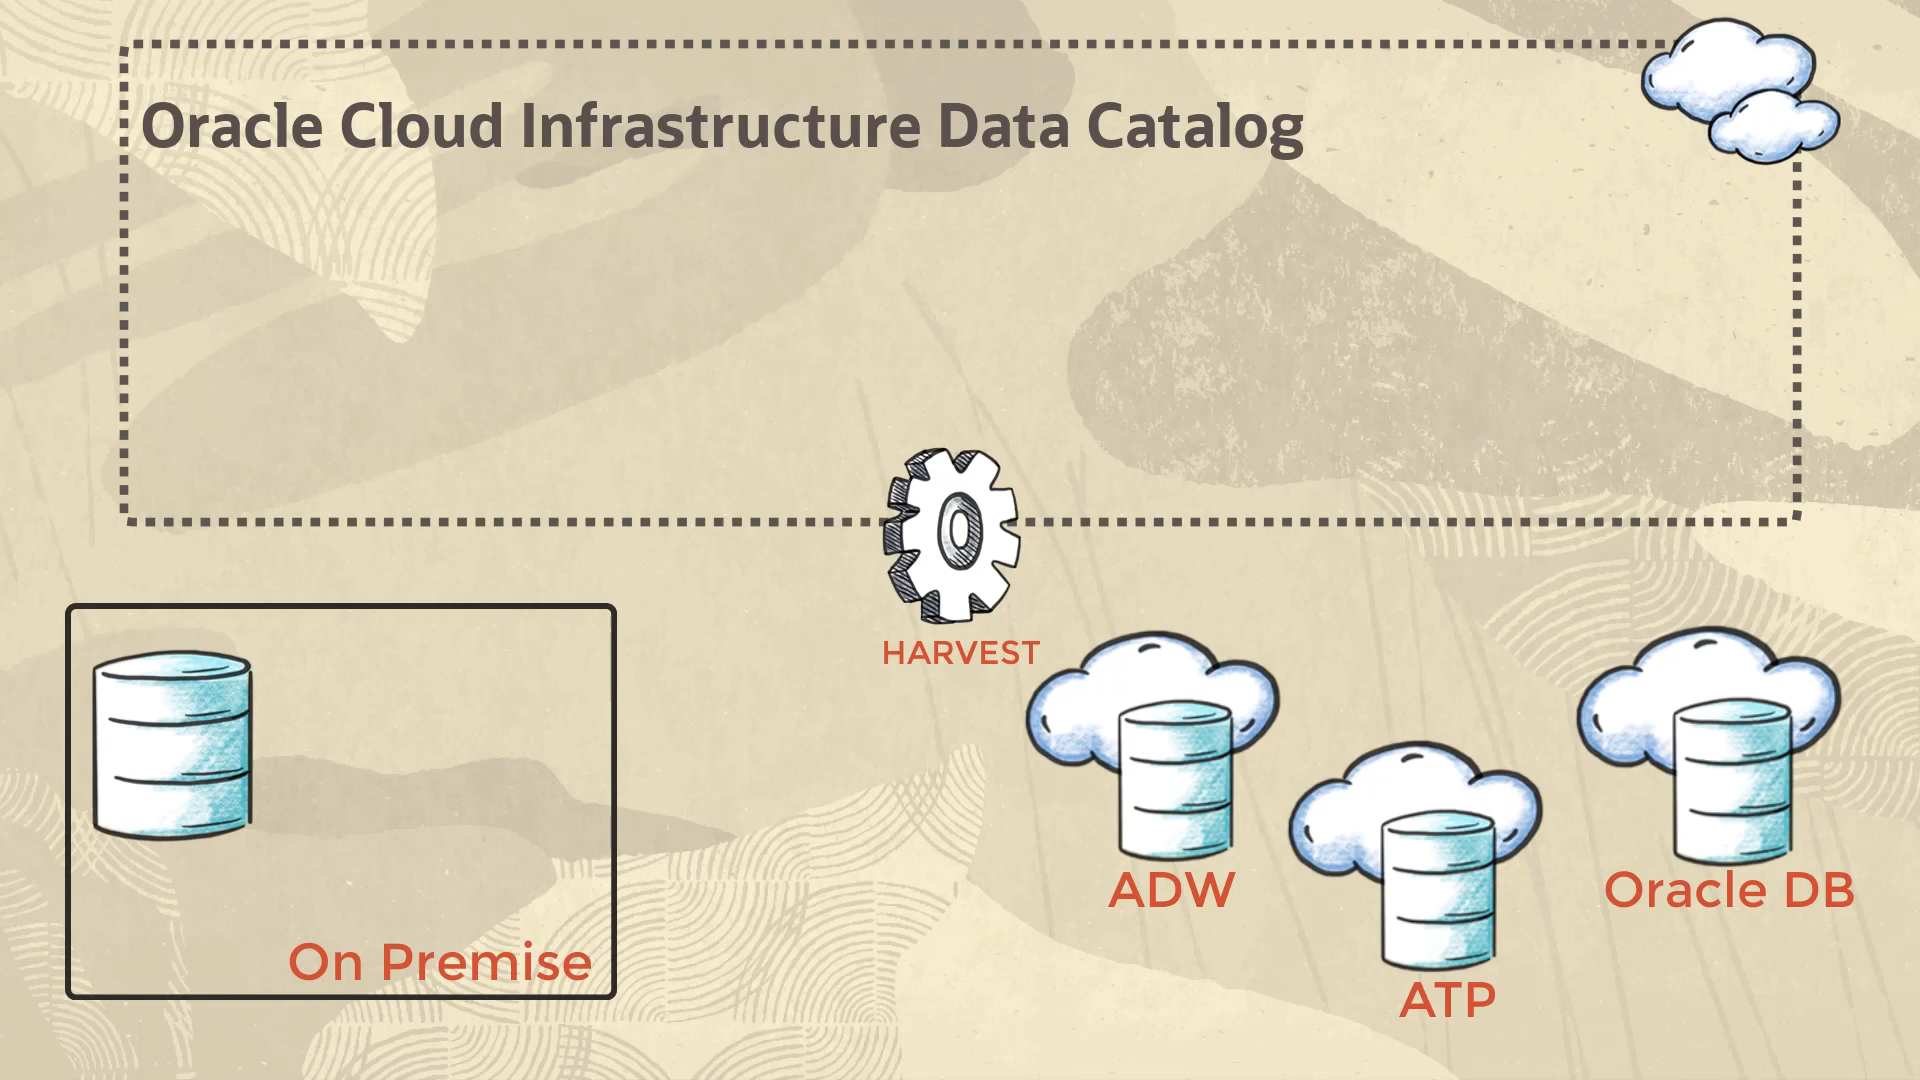 Oracle Cloud Infrastructure Data Catalog
HARVEST
ADW
Oracle DB
On Premise
ATP